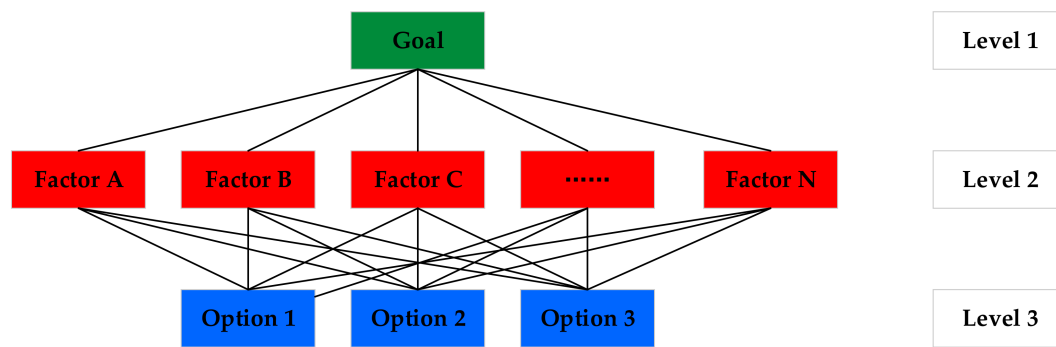 Goal
Level 1
Factor A
Factor B
Factor C
......
Factor N
Level 2
Option 1
Option 2
Option 3
Level 3